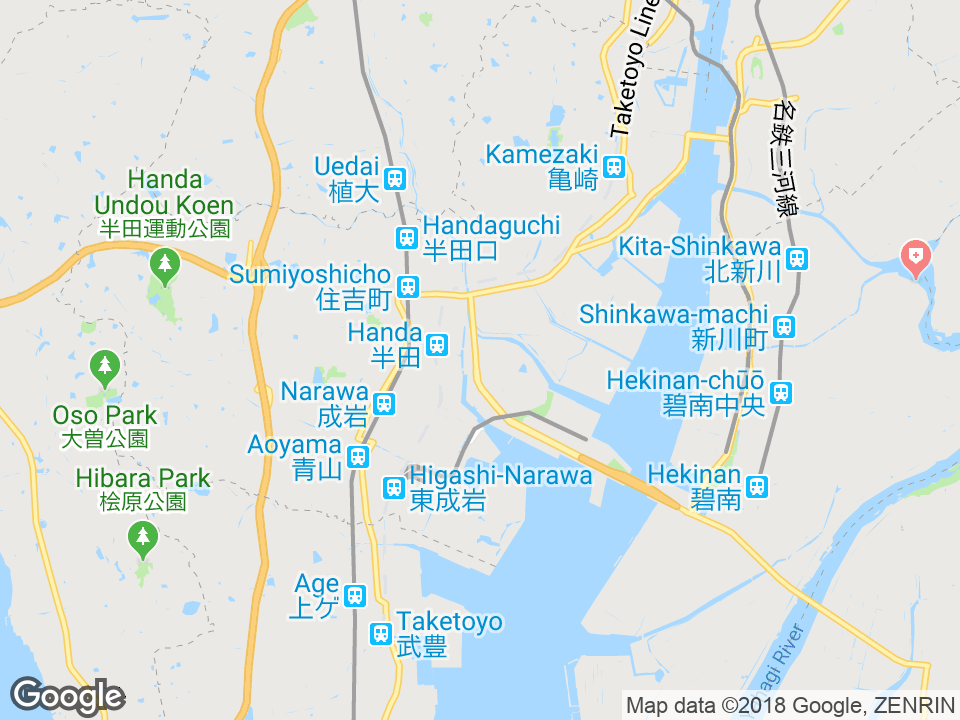 Taketoyo Line
名鉄三河線
Kamezaki
亀崎
Uedai
植大
Handa
Undou Koen
半田運動公園
Handaguchi
半田口
Kita-Shinkawa
北新川
Sumiyoshicho
住吉町
Shinkawa-machi
新川町
Handa
半田
Hekinan-chūō
碧南中央
Narawa
成岩
Oso Park
大曽公園
Aoyama
青山
Hibara Park
桧原公園
Higashi-Narawa
東成岩
Hekinan
碧南
Age
上ゲ
Taketoyo
武豊
River
Google
Map data ©2018 Google, ZENRIN